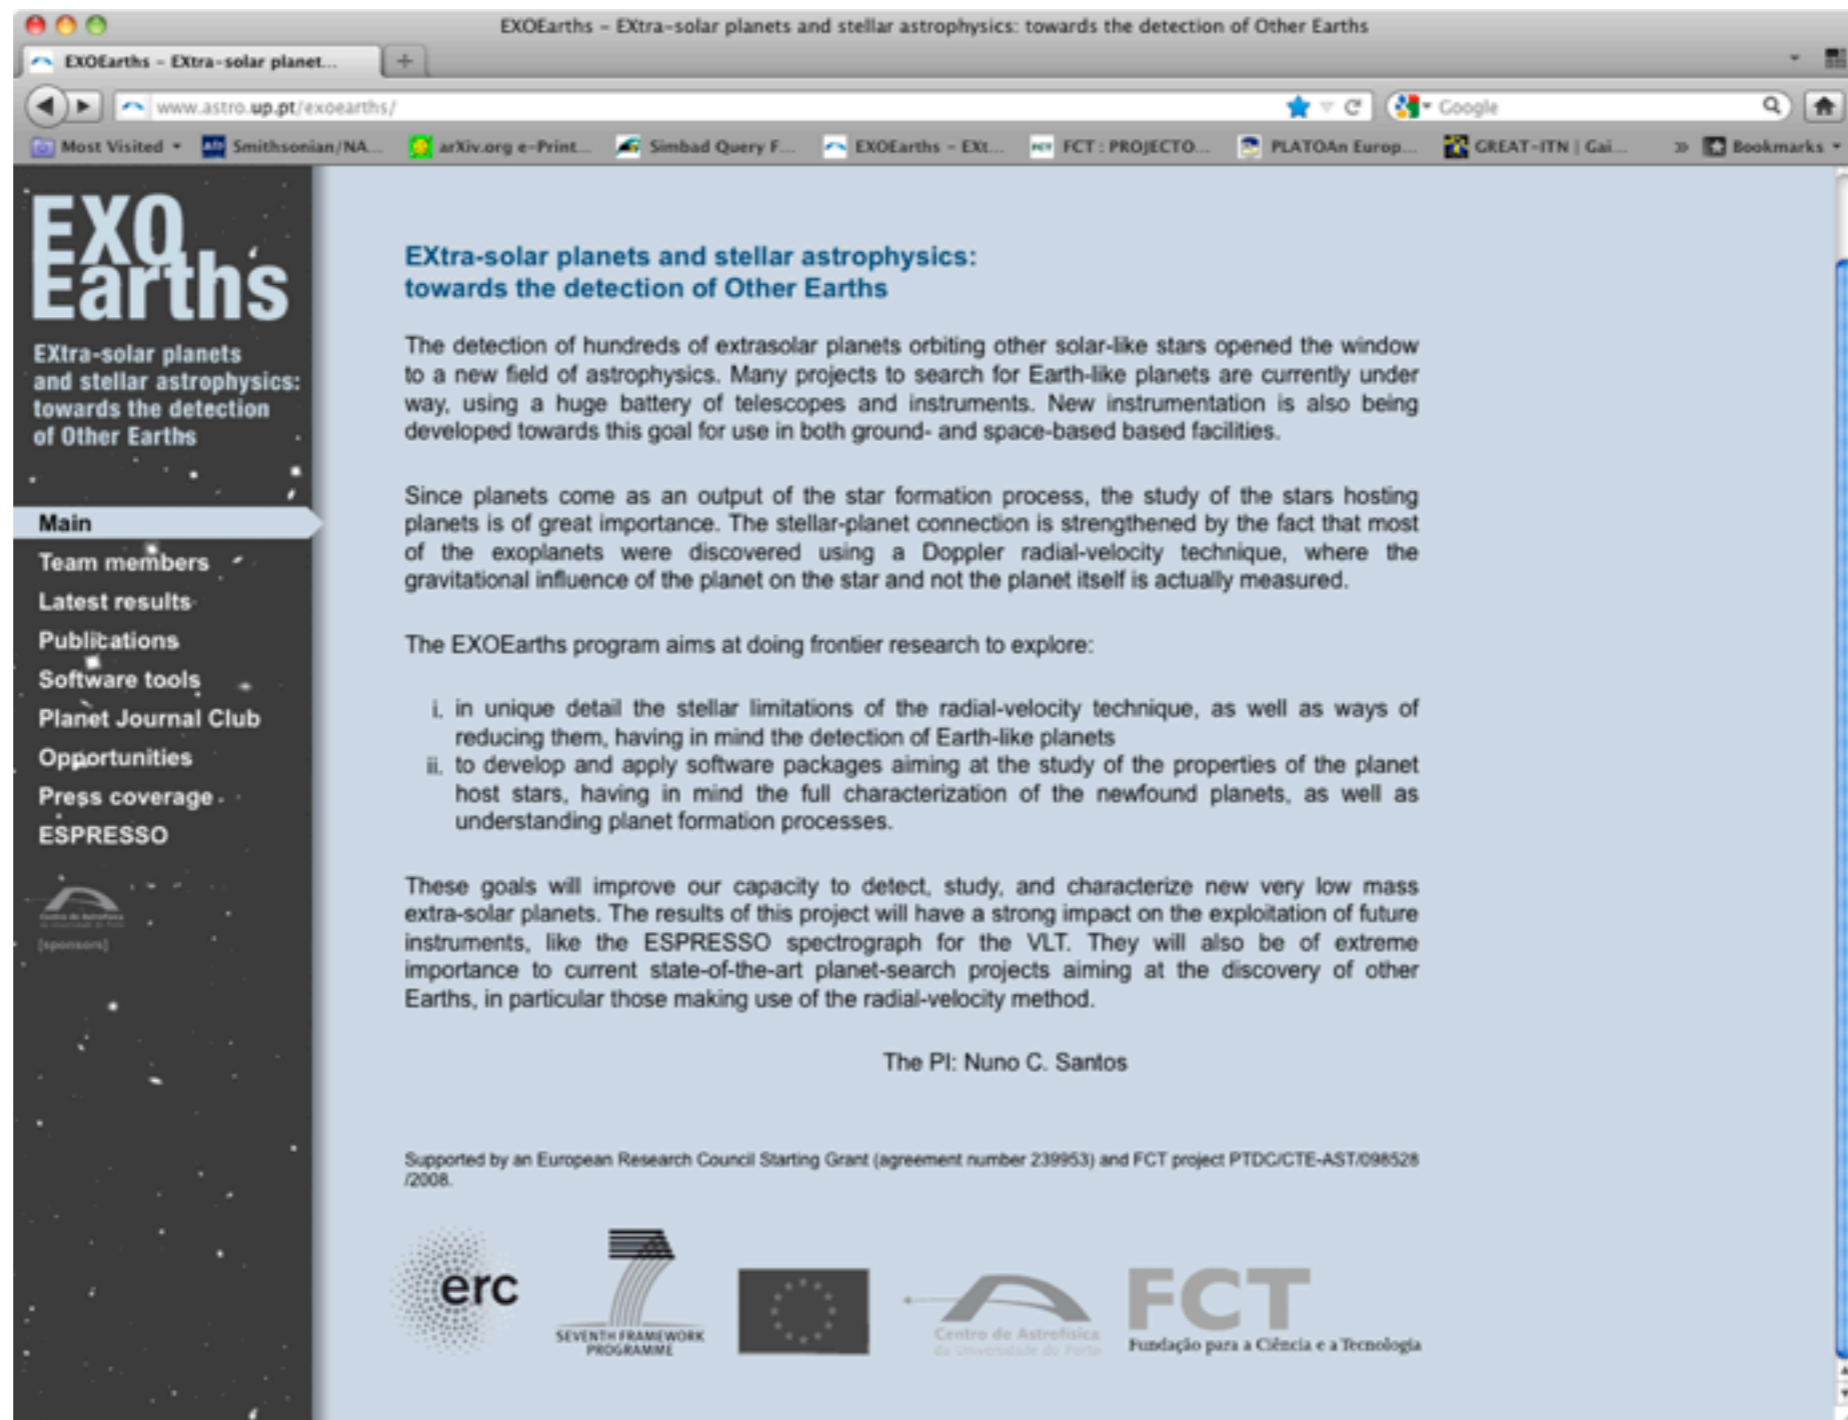 EXOEarths – EXtra-solar planets and stellar astrophysics: towards the detection of Other Earths
EXOEarths – EXtra-solar planet...
www.astro.up.pt/exoearths/
Google
Most Visited
Smithsonian/NA...
arXiv.org e-Print...
Simbad Query F...
EXOEarths – EXt...
FCT : PROJECTO...
PLATOAn Europ...
GREAT-ITN | Gai...
Bookmarks
EXO
Earths
EXtra-solar planets
and stellar astrophysics:
towards the detection
of Other Earths
Main
Team members
Latest results
Publications
Software tools
Planet Journal Club
Opportunities
Press coverage
ESPRESSO
Centro de Astrofísica
da Universidade do Porto
[sponsors]
EXtra-solar planets and stellar astrophysics:
towards the detection of Other Earths
The detection of hundreds of extrasolar planets orbiting other solar-like stars opened the window
to a new field of astrophysics. Many projects to search for Earth-like planets are currently under
way, using a huge battery of telescopes and instruments. New instrumentation is also being
developed towards this goal for use in both ground- and space-based based facilities.
Since planets come as an output of the star formation process, the study of the stars hosting
planets is of great importance. The stellar-planet connection is strengthened by the fact that most
of the exoplanets were discovered using a Doppler radial-velocity technique, where the
gravitational influence of the planet on the star and not the planet itself is actually measured.
The EXOEarths program aims at doing frontier research to explore:
i. in unique detail the stellar limitations of the radial-velocity technique, as well as ways of
reducing them, having in mind the detection of Earth-like planets
ii. to develop and apply software packages aiming at the study of the properties of the planet
host stars, having in mind the full characterization of the newfound planets, as well as
understanding planet formation processes.
These goals will improve our capacity to detect, study, and characterize new very low mass
extra-solar planets. The results of this project will have a strong impact on the exploitation of future
instruments, like the ESPRESSO spectrograph for the VLT. They will also be of extreme
importance to current state-of-the-art planet-search projects aiming at the discovery of other
Earths, in particular those making use of the radial-velocity method.
The PI: Nuno C. Santos
Supported by an European Research Council Starting Grant (agreement number 239953) and FCT project PTDC/CTE-AST/098528
/2008.
erc
SEVENTH FRAMEWORK
PROGRAMME
Centro de Astrofísica
da Universidade do Porto
FCT
Fundação para a Ciência e a Tecnologia